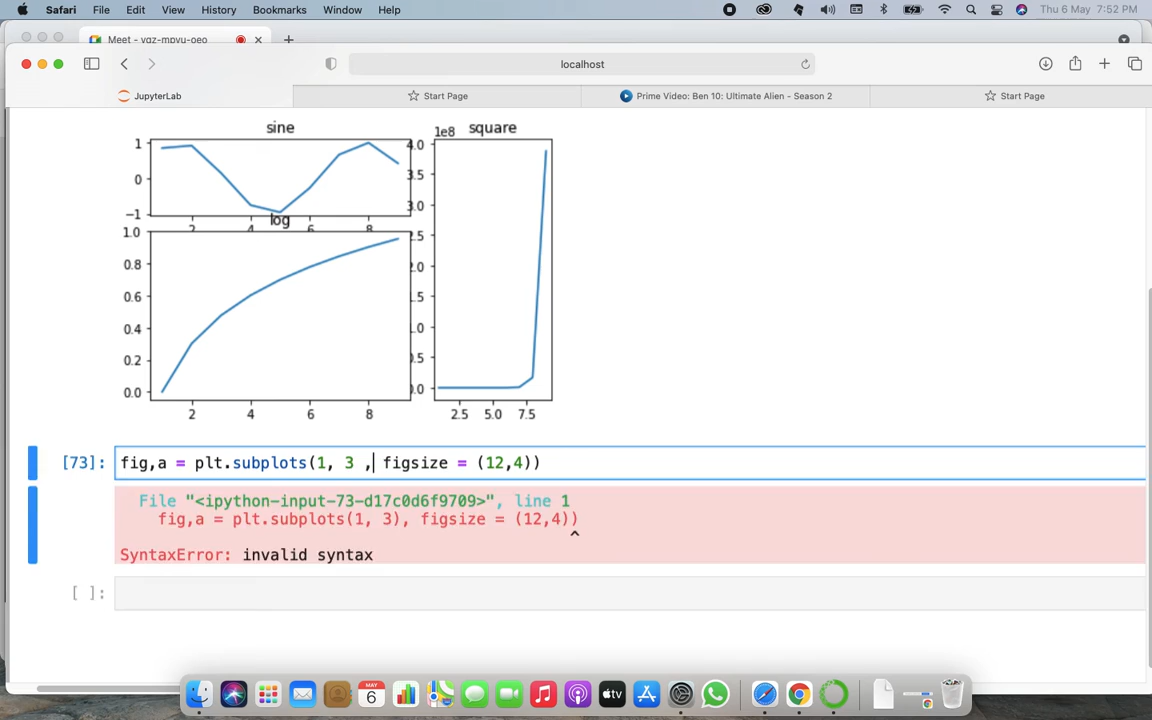 Safari File Edit View History Bookmarks Window Help Thu 6 May 7:52 PM
Meet - vgz-mpvu-oeo
localhost
JupyterLab Start Page Prime Video: Ben 10: Ultimate Alien - Season 2 Start Page
sine 1e8 square
1
0
−1
2 4 6 8
log
1.0
0.8
0.6
0.4
0.2
0.0
2 4 6 8
4.0
3.5
3.0
2.5
2.0
1.5
1.0
0.5
0.0
2.5 5.0 7.5
[73]: fig,a = plt.subplots(1, 3 , figsize = (12,4))
File "<ipython-input-73-d17c0d6f9709>", line 1
fig,a = plt.subplots(1, 3), figsize = (12,4))
^
SyntaxError: invalid syntax
[ ]:
MAY
6
tv